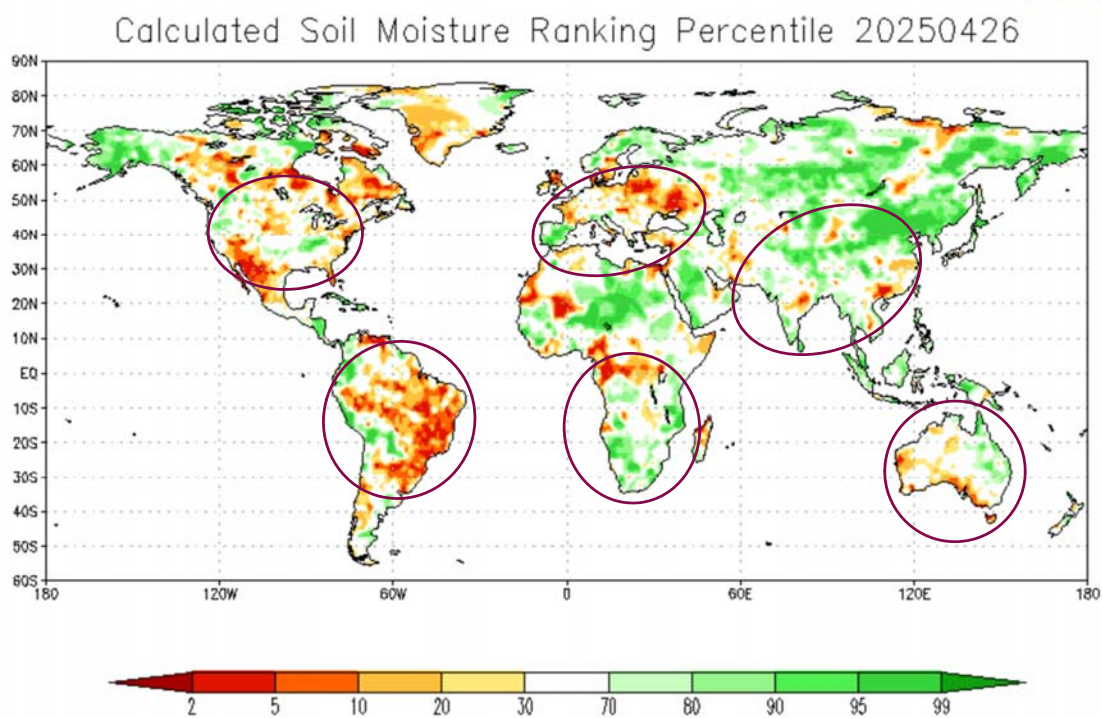 Calculated Soil Moisture Ranking Percentile 20250426
90N
80N
70N
60N
50N
40N
30N
20N
10N
EQ
10S
20S
30S
40S
50S
60S
180 120W 60W 0 60E 120E 180
2 5 10 20 30 70 80 90 95 99